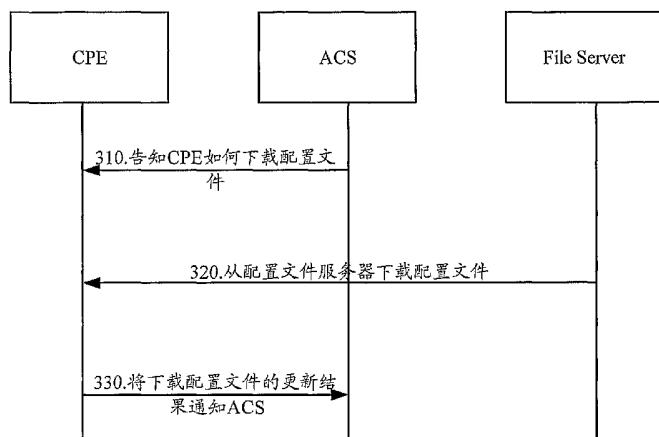 CPE
ACS
File Server
310.告知CPE如何下载配置文
件
320.从配置文件服务器下载配置文件
330.将下载配置文件的更新结
果通知ACS